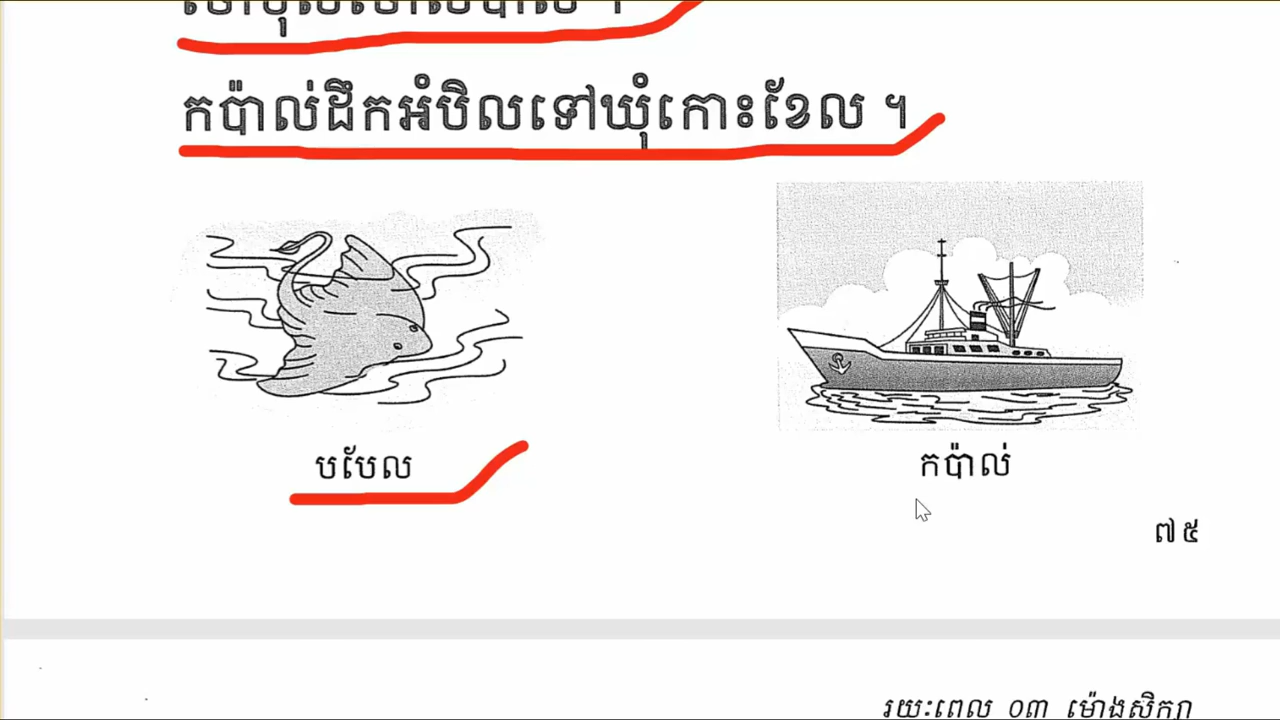 កប៉ាល់ដឹកអំបិលទៅឃុំកោះខែល ។
បបែល
កប៉ាល់
៧៥
រយៈពេល ០៣ ម៉ោងសិក្សា